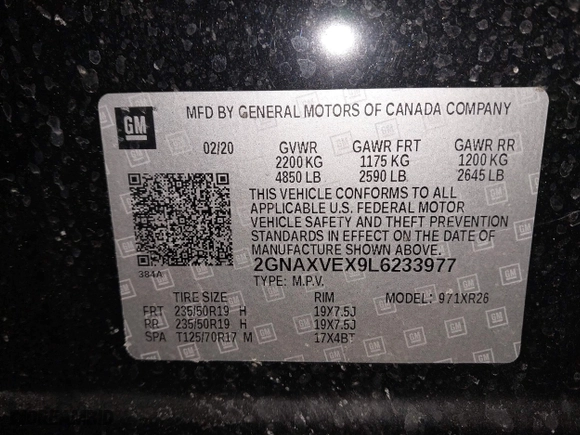 GM
MFD BY GENERAL MOTORS OF CANADA COMPANY
02/20 GVWR GAWR FRT GAWR RR
2200 KG 1175 KG 1200 KG
4850 LB 2590 LB 2645 LB
THIS VEHICLE CONFORMS TO ALL
APPLICABLE U.S. FEDERAL MOTOR
VEHICLE SAFETY AND THEFT PREVENTION
STANDARDS IN EFFECT ON THE DATE OF
MANUFACTURE SHOWN ABOVE.
384A
2GNAXVEX9L6233977
TYPE: M.P.V.
TIRE SIZE RIM MODEL: 971XR26
FRT 235/50R19 H 19X7.5J
RR 235/50R19 H 19X7.5J
SPA T125/70R17 M 17X4BT